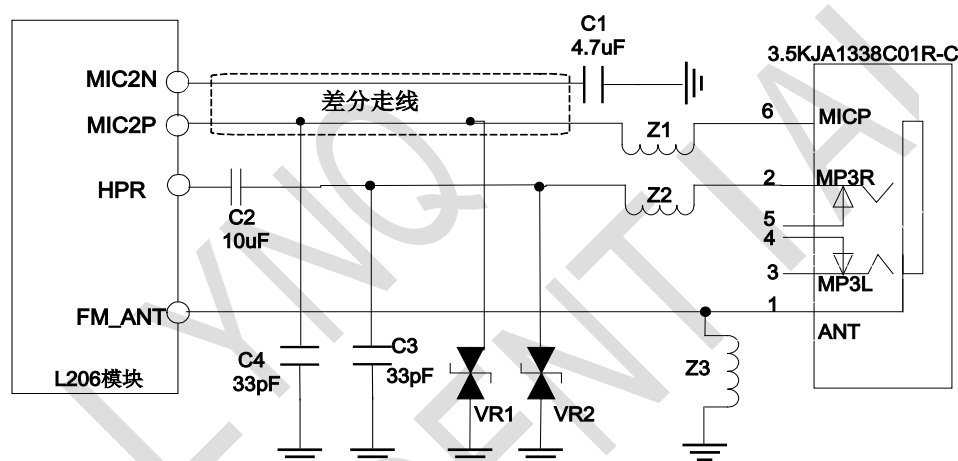 C1
4.7uF
3.5KJA1338C01R-C
MIC2N
差分走线
MIC2P
6
MICP
Z1
HPR
2
MP3R
Z2
C2
10uF
5
4
3
MP3L
FM_ANT
1
ANT
C4
33pF
C3
33pF
Z3
L206模块
VR1
VR2
LYNQ